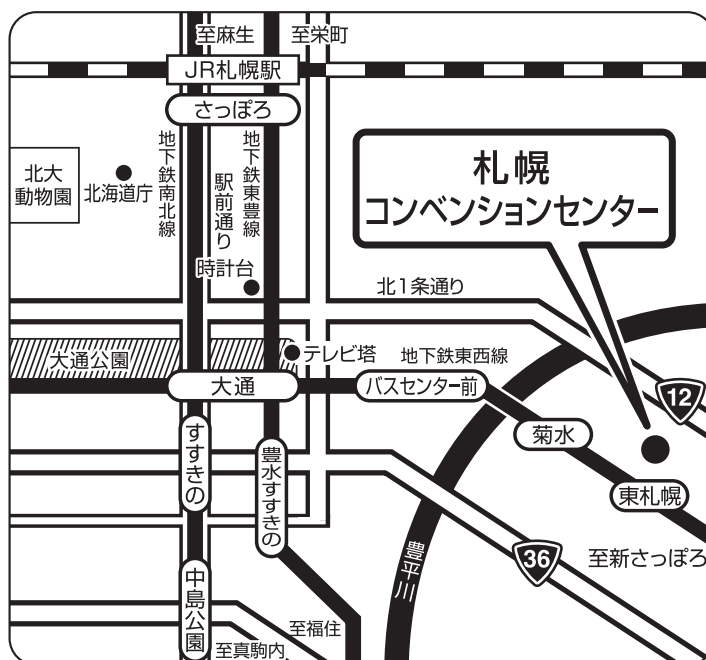 至麻生
至栄町
JR札幌駅
さっぽろ
北大
動物園
北海道庁
地下鉄南北線
駅前通り
地下鉄東豊線
時計台
札幌
コンベンションセンター
北1条通り
大通公園
テレビ塔
地下鉄東西線
大通
バスセンター前
12
菊水
すすきの
豊水すすきの
東札幌
豊平川
36
至新さっぽろ
中島公園
至福住
至真駒内